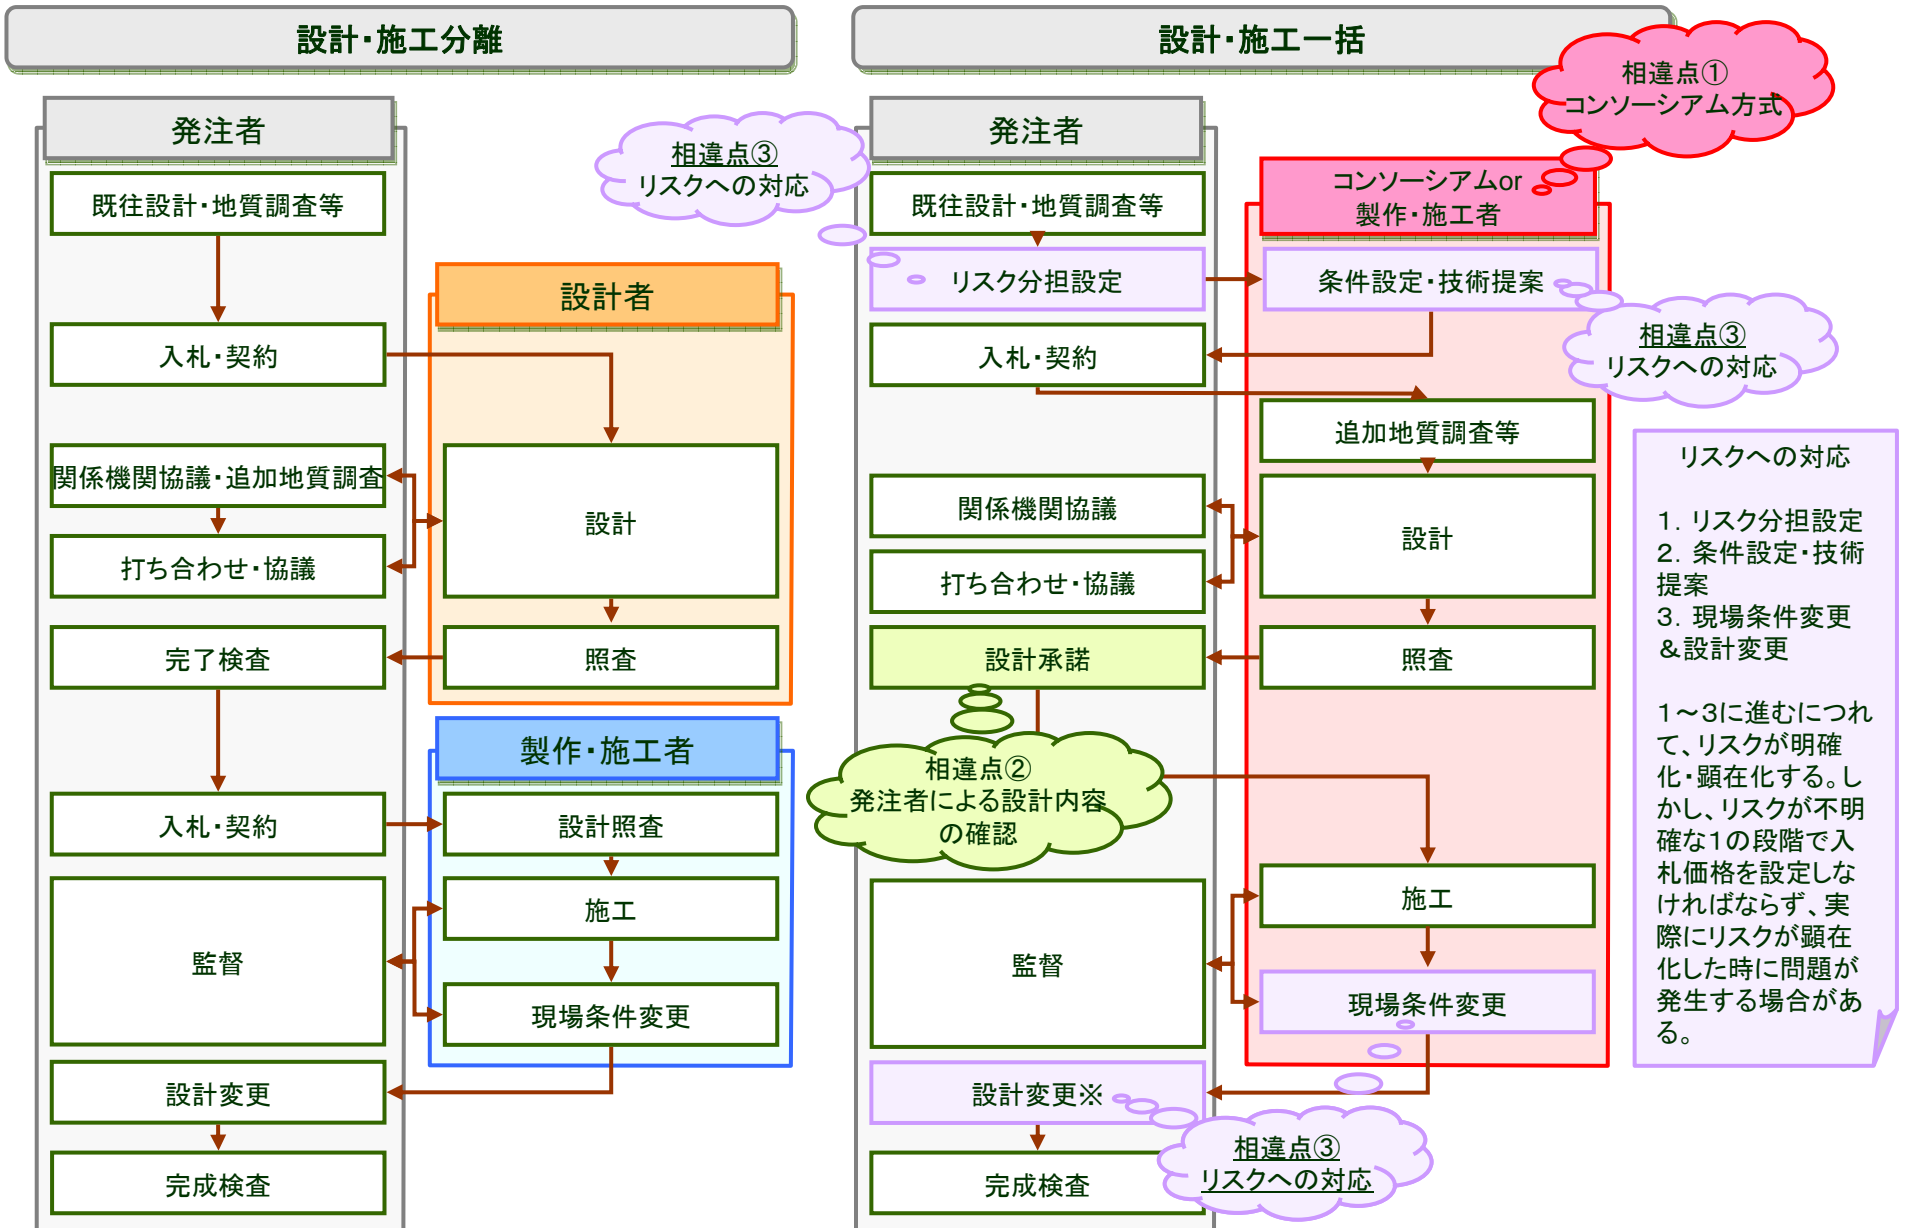 設計・施工分離
発注者
既往設計・地質調査等
入札・契約
関係機関協議・追加地質調査
打ち合わせ・協議
完了検査
入札・契約
監督
設計変更
完成検査
設計者
設計
照査
製作・施工者
設計照査
施工
現場条件変更
設計・施工一括
発注者
既往設計・地質調査等
リスク分担設定
入札・契約
関係機関協議
打ち合わせ・協議
設計承諾
監督
設計変更※
完成検査
コンソーシアムor
製作・施工者
条件設定・技術提案
追加地質調査等
設計
照査
施工
現場条件変更
相違点①
コンソーシアム方式
相違点③
リスクへの対応
相違点③
リスクへの対応
相違点②
発注者による設計内容
の確認
相違点③
リスクへの対応
リスクへの対応
1．リスク分担設定
2．条件設定・技術
提案
3．現場条件変更
＆設計変更
1～3に進むにつれ
て、リスクが明確
化・顕在化する。し
かし、リスクが不明
確な1の段階で入
札価格を設定しな
ければならず、実
際にリスクが顕在
化した時に問題が
発生する場合があ
る。